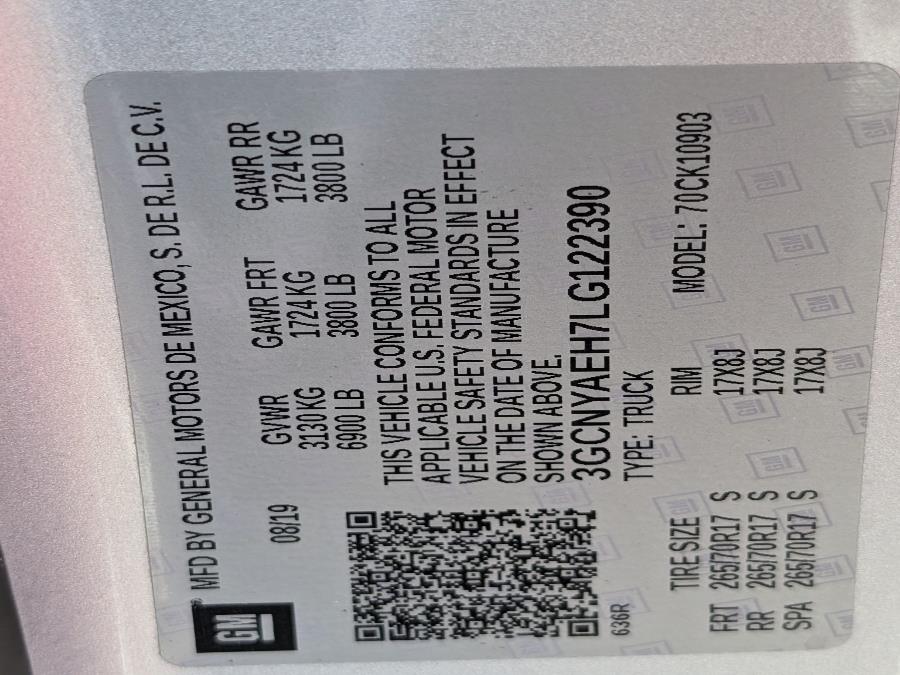 GM
MFD BY GENERAL MOTORS DE MEXICO, S. DE R.L. DE C.V.
08/19
GVWR GAWR FRT GAWR RR
3130 KG 1724 KG 1724 KG
6900 LB 3800 LB 3800 LB
THIS VEHICLE CONFORMS TO ALL
APPLICABLE U.S. FEDERAL MOTOR
VEHICLE SAFETY STANDARDS IN EFFECT
ON THE DATE OF MANUFACTURE
SHOWN ABOVE.
3GCNYAEH7LG122390
636R
TYPE: TRUCK
MODEL: 70CK10903
TIRE SIZE RIM
FRT 265/70R17 S 17X8J
RR 265/70R17 S 17X8J
SPA 265/70R17 S 17X8J